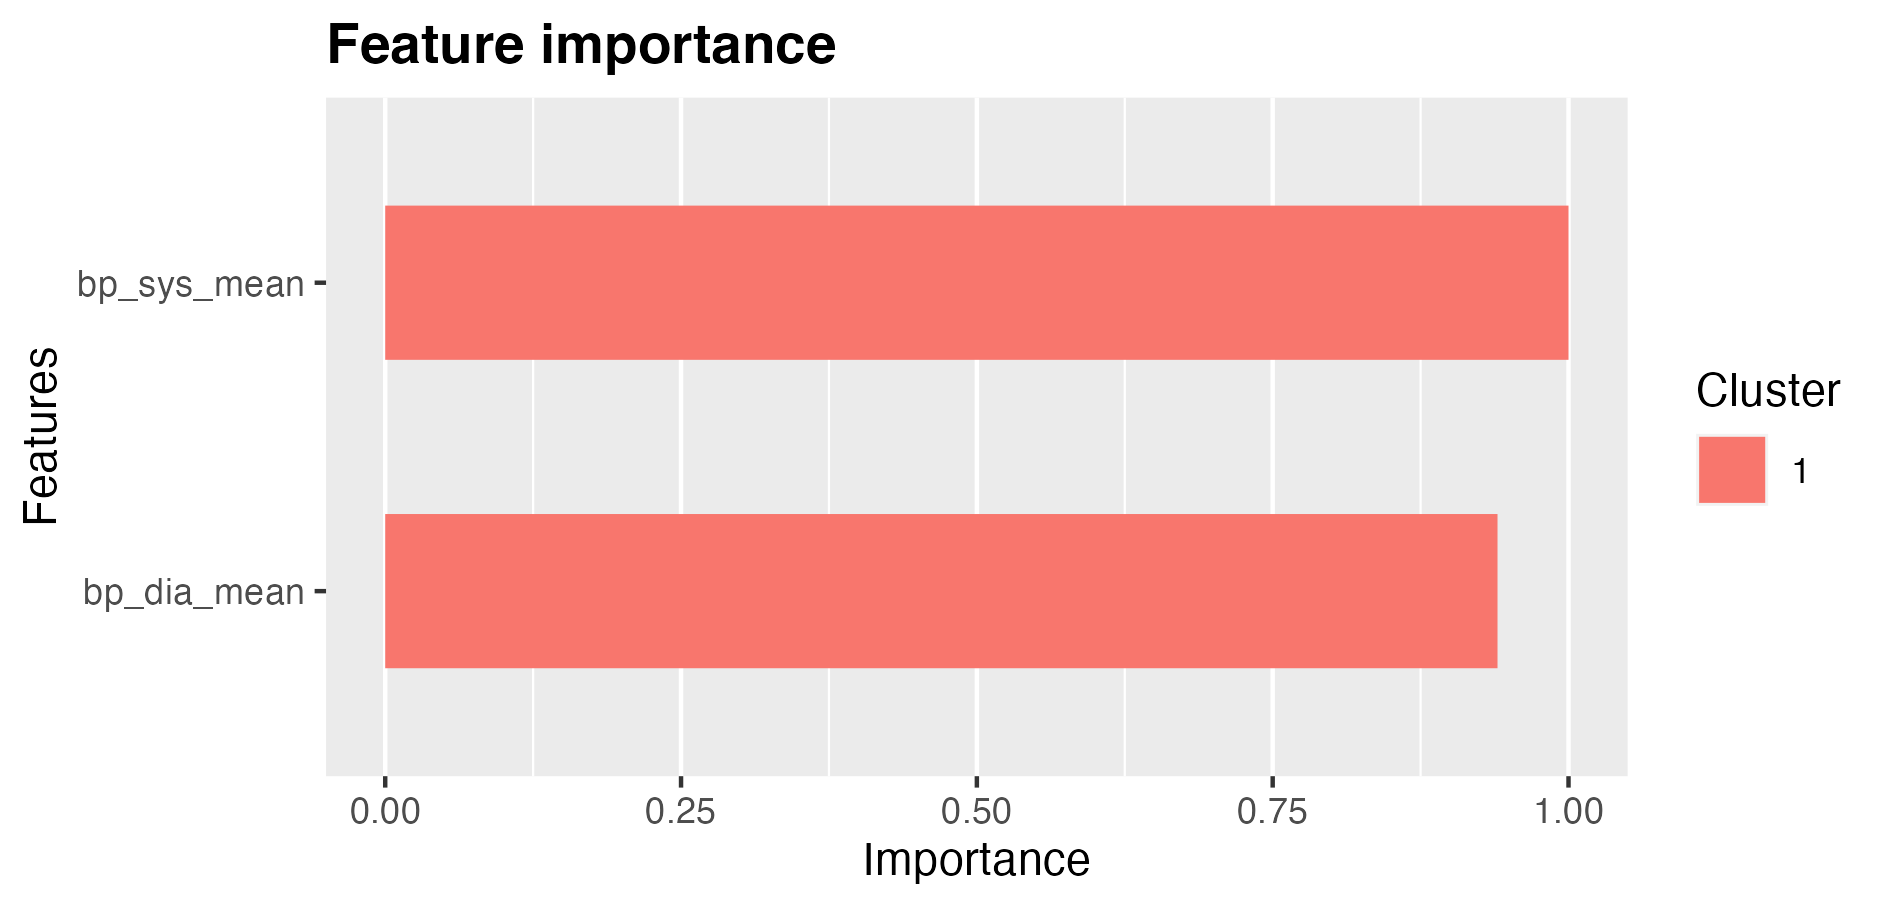 Feature importance
Features
bp_sys_mean
bp_dia_mean
0.00 0.25 0.50 0.75 1.00
Importance
Cluster
1